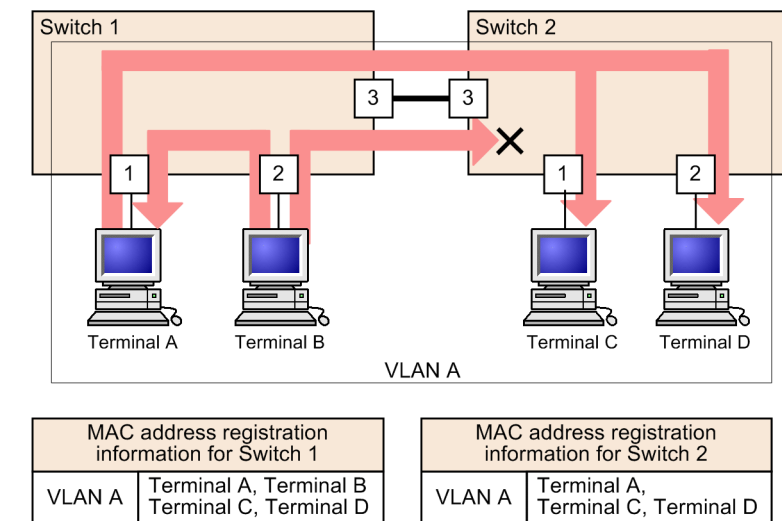 Switch 1
Switch 2
3
3
1
2
1
2
Terminal A
Terminal B
Terminal C
Terminal D
VLAN A
MAC address registration
information for Switch 1
VLAN A
Terminal A, Terminal B
Terminal C, Terminal D
MAC address registration
information for Switch 2
VLAN A
Terminal A,
Terminal C, Terminal D